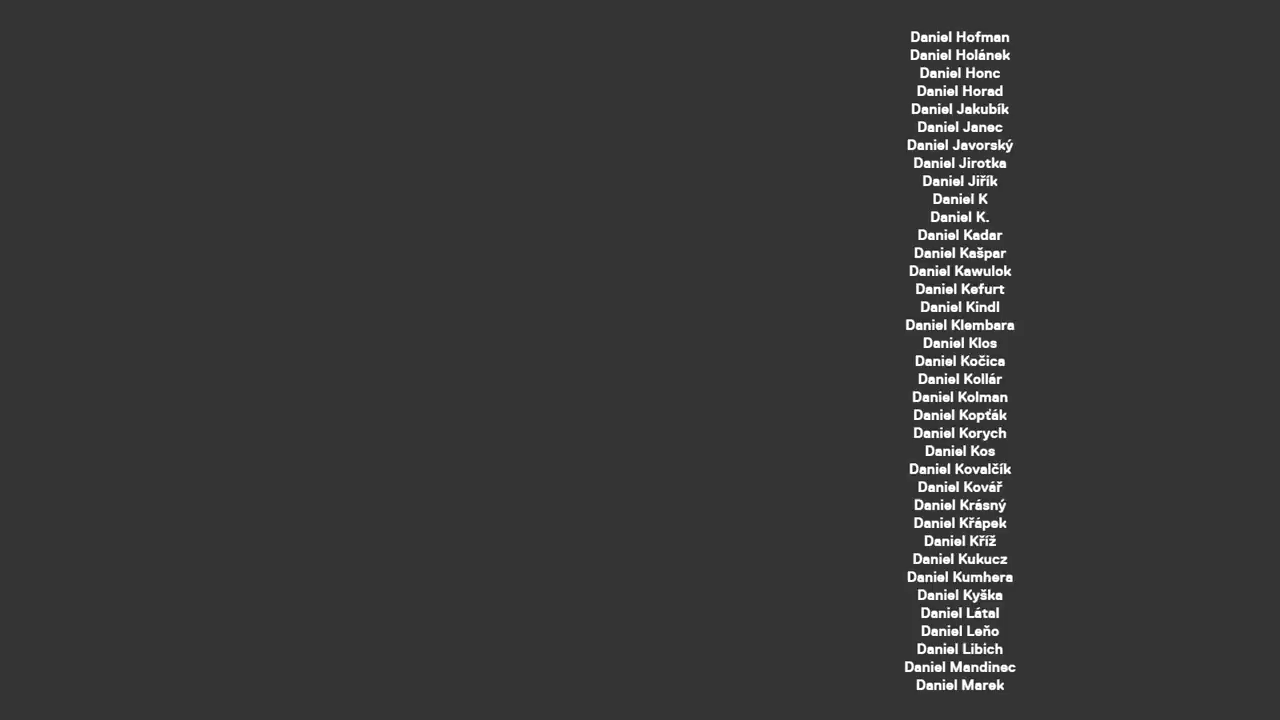 Daniel Hofman
Daniel Holánek
Daniel Honc
Daniel Horad
Daniel Jakubík
Daniel Janec
Daniel Javorský
Daniel Jirotka
Daniel Jiřík
Daniel K
Daniel K.
Daniel Kadar
Daniel Kašpar
Daniel Kawulok
Daniel Kefurt
Daniel Kindl
Daniel Klembara
Daniel Klos
Daniel Kočica
Daniel Kollár
Daniel Kolman
Daniel Kopťák
Daniel Korych
Daniel Kos
Daniel Kovalčík
Daniel Kovář
Daniel Krásný
Daniel Křápek
Daniel Kříž
Daniel Kukucz
Daniel Kumhera
Daniel Kyška
Daniel Látal
Daniel Leňo
Daniel Libich
Daniel Mandinec
Daniel Marek